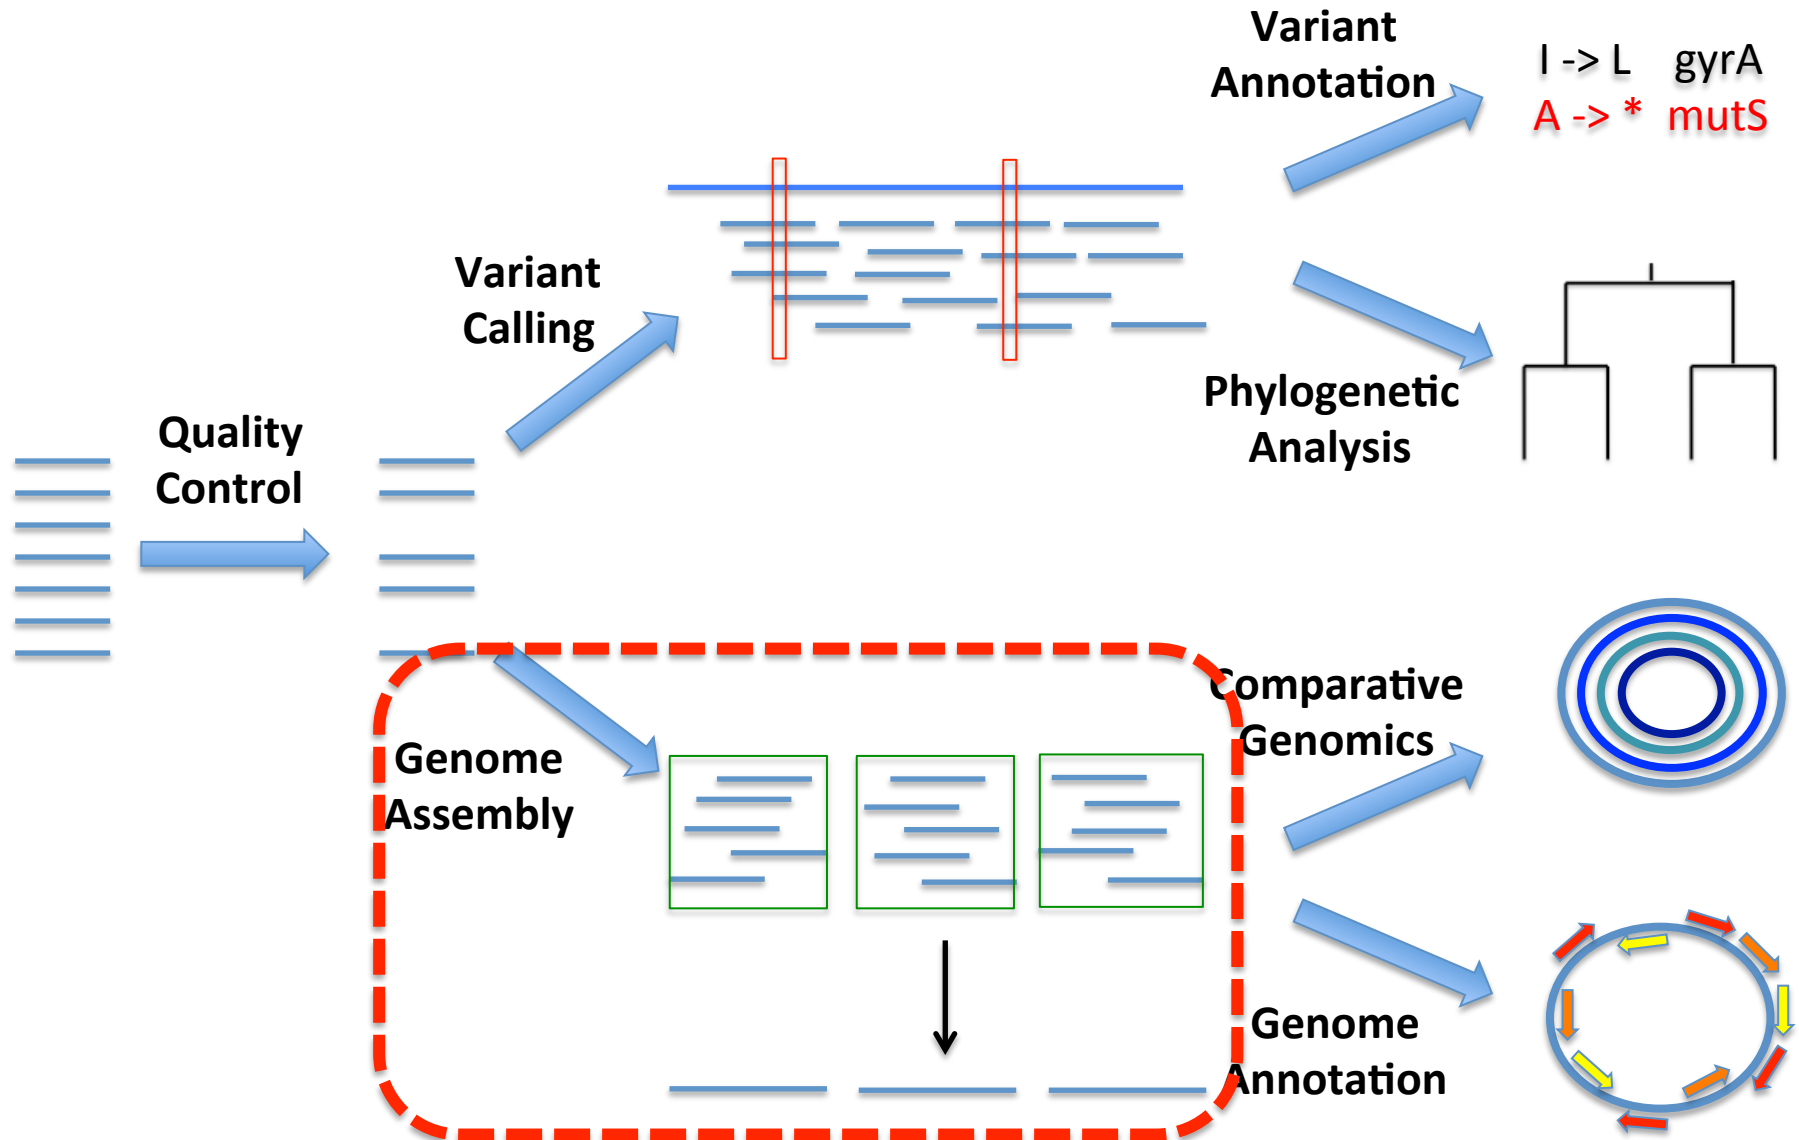 Variant
Annotation
I -> L gyrA
A -> * mutS
Variant
Calling
Phylogenetic
Analysis
Quality
Control
Comparative
Genomics
Genome
Assembly
Genome
Annotation